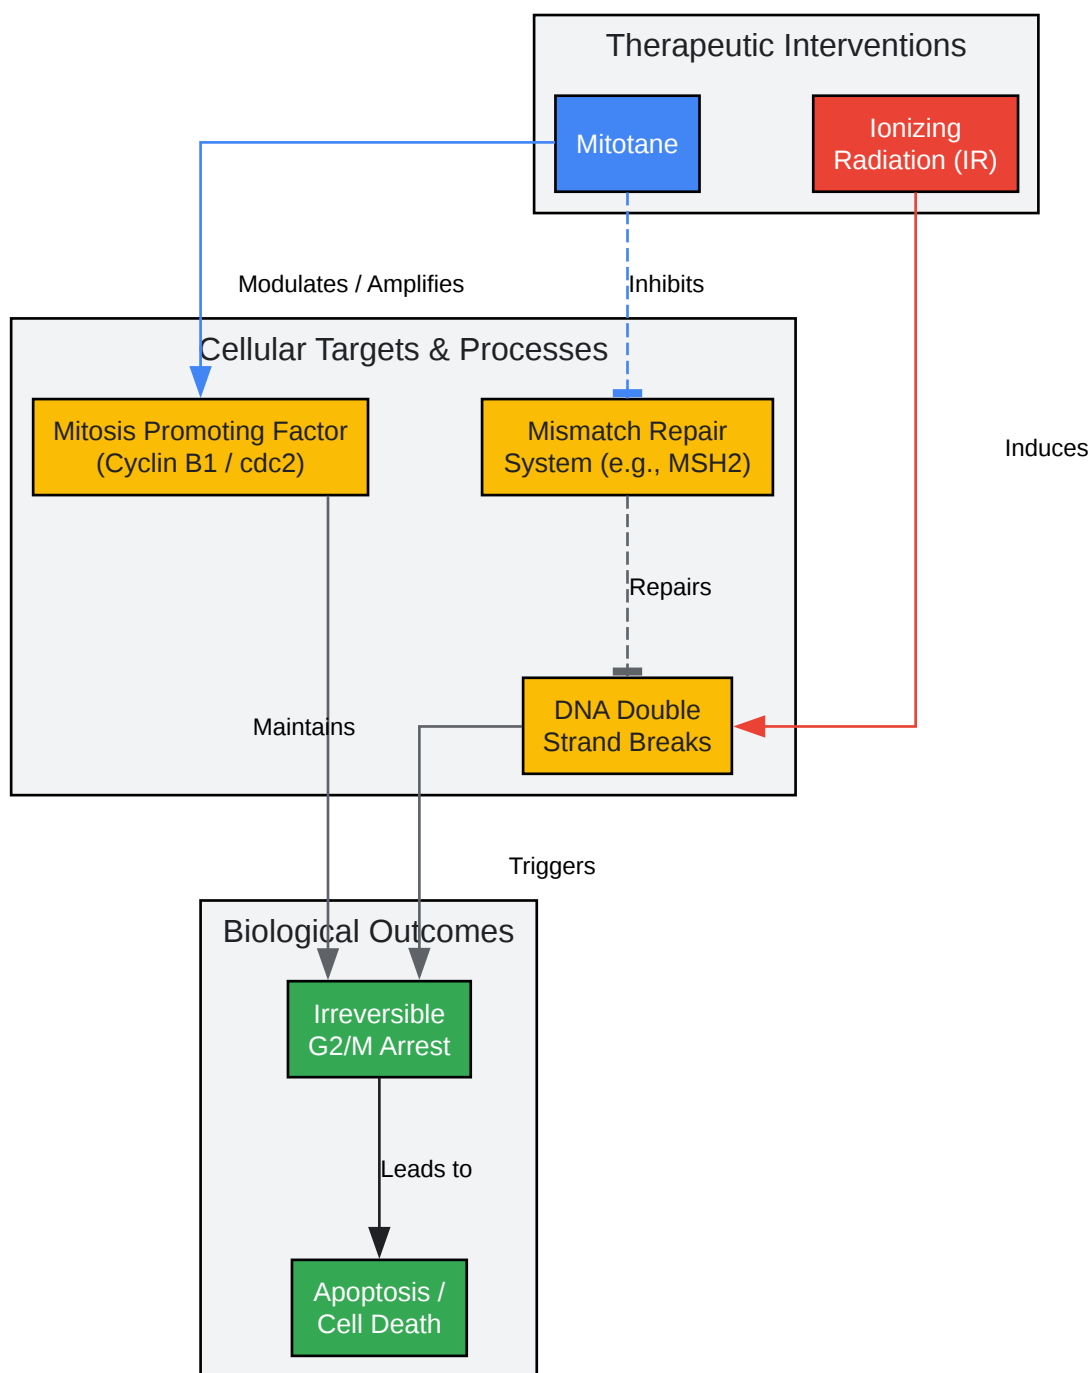 Therapeutic Interventions
Mitotane
Ionizing
Radiation (IR)
Modulates / Amplifies
Inhibits
Cellular Targets & Processes
Mitosis Promoting Factor
(Cyclin B1 / cdc2)
Mismatch Repair
System (e.g., MSH2)
Induces
Repairs
DNA Double
Strand Breaks
Maintains
Triggers
Biological Outcomes
Irreversible
G2/M Arrest
Leads to
Apoptosis /
Cell Death